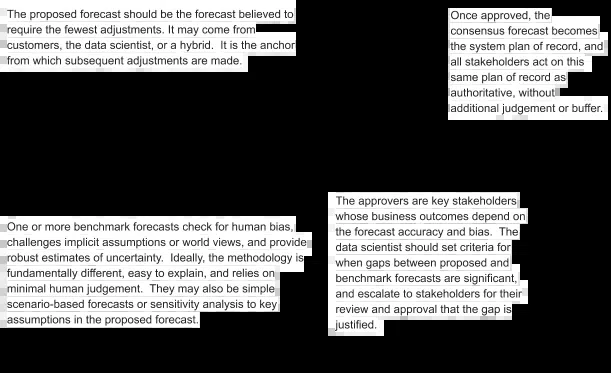 The proposed forecast should be the forecast believed to
require the fewest adjustments. It may come from
customers, the data scientist, or a hybrid. It is the anchor
from which subsequent adjustments are made.
Once approved, the
consensus forecast becomes
the system plan of record, and
all stakeholders act on this
same plan of record as
authoritative, without
additional judgement or buffer.
One or more benchmark forecasts check for human bias,
challenges implicit assumptions or world views, and provide
robust estimates of uncertainty. Ideally, the methodology is
fundamentally different, easy to explain, and relies on
minimal human judgement. They may also be simple
scenario-based forecasts or sensitivity analysis to key
assumptions in the proposed forecast.
The approvers are key stakeholders
whose business outcomes depend on
the forecast accuracy and bias. The
data scientist should set criteria for
when gaps between proposed and
benchmark forecasts are significant,
and escalate to stakeholders for their
review and approval that the gap is
justified.